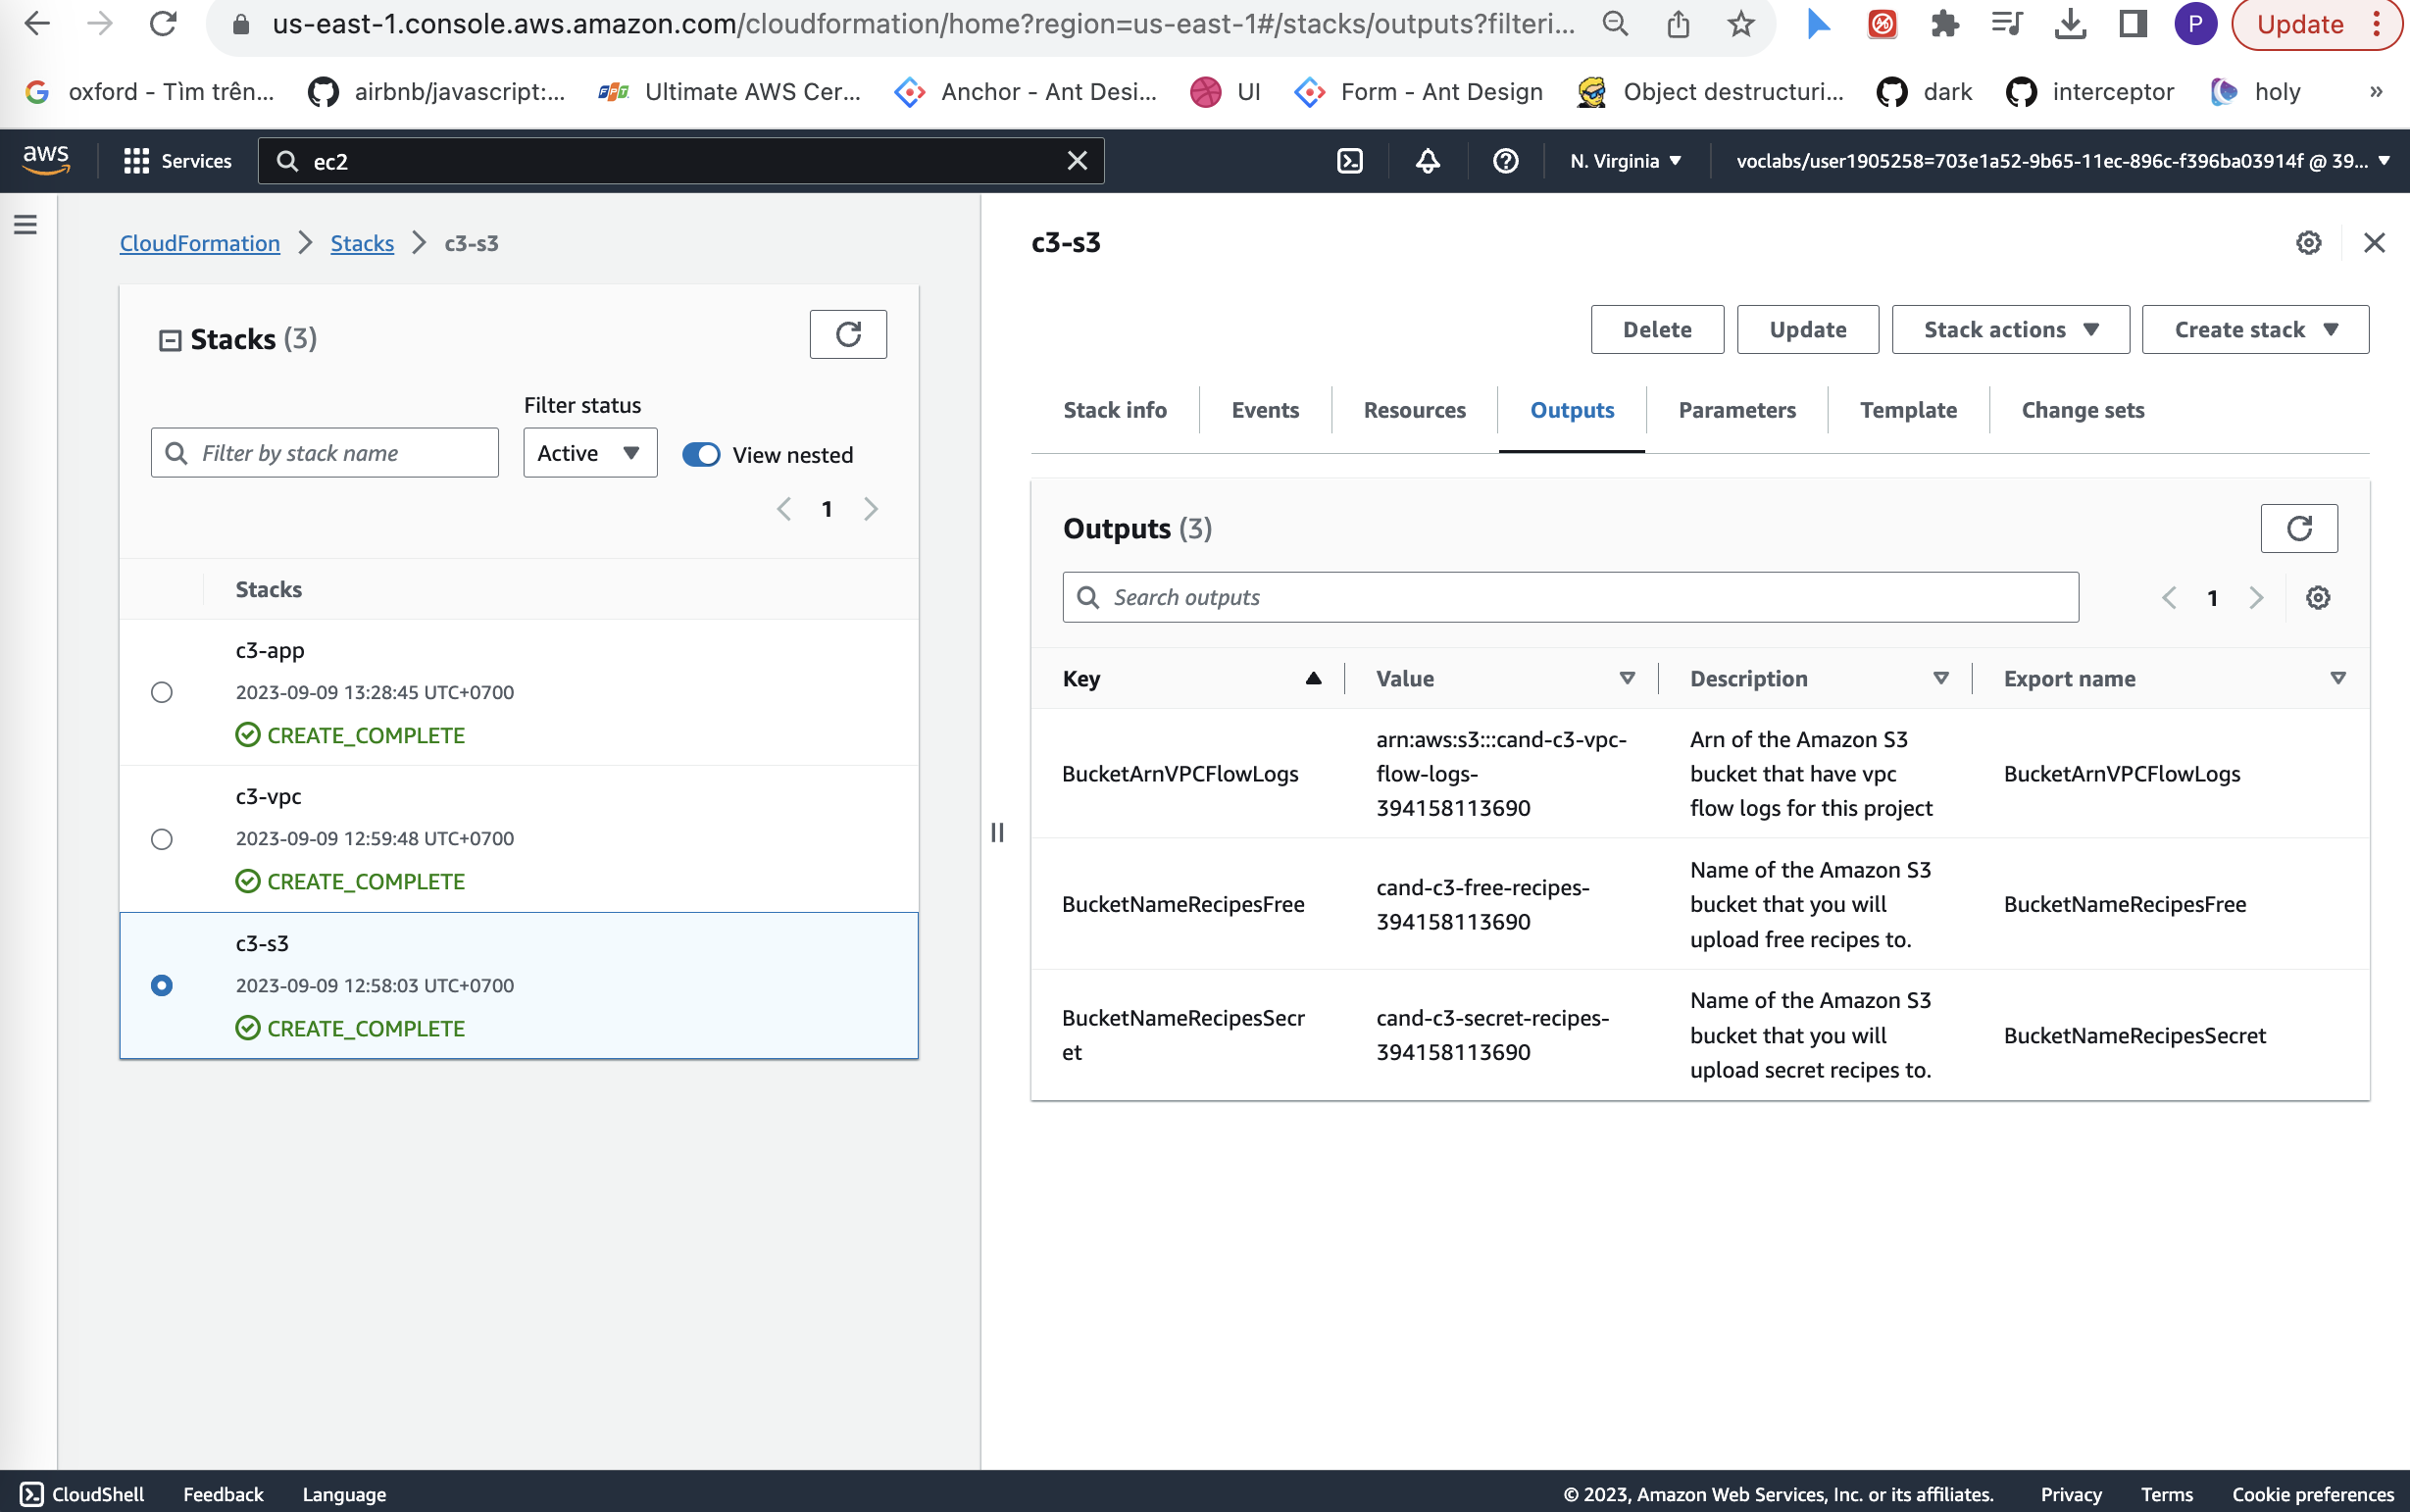 us-east-1.console.aws.amazon.com/cloudformation/home?region=us-east-1#/stacks/outputs?filteri...
P
Update
oxford - Tìm trên...
airbnb/javascript:...
FPT
Ultimate AWS Cer...
Anchor - Ant Desi...
UI
Form - Ant Design
Object destructuri...
dark
interceptor
holy
»
aws
Services
ec2
N. Virginia
voclabs/user1905258=703e1a52-9b65-11ec-896c-f396ba03914f @ 39...
CloudFormation
Stacks
c3-s3
Stacks (3)
Filter status
Filter by stack name
Active
View nested
1
Stacks
c3-app
2023-09-09 13:28:45 UTC+0700
CREATE_COMPLETE
c3-vpc
2023-09-09 12:59:48 UTC+0700
CREATE_COMPLETE
c3-s3
2023-09-09 12:58:03 UTC+0700
CREATE_COMPLETE
c3-s3
Delete
Update
Stack actions
Create stack
Stack info
Events
Resources
Outputs
Parameters
Template
Change sets
Outputs (3)
Search outputs
1
Key
Value
Description
Export name
BucketArnVPCFlowLogs
arn:aws:s3:::cand-c3-vpc-
flow-logs-
394158113690
Arn of the Amazon S3
bucket that have vpc
flow logs for this project
BucketArnVPCFlowLogs
BucketNameRecipesFree
cand-c3-free-recipes-
394158113690
Name of the Amazon S3
bucket that you will
upload free recipes to.
BucketNameRecipesFree
BucketNameRecipesSecr
et
cand-c3-secret-recipes-
394158113690
Name of the Amazon S3
bucket that you will
upload secret recipes to.
BucketNameRecipesSecret
CloudShell
Feedback
Language
© 2023, Amazon Web Services, Inc. or its affiliates.
Privacy
Terms
Cookie preferences